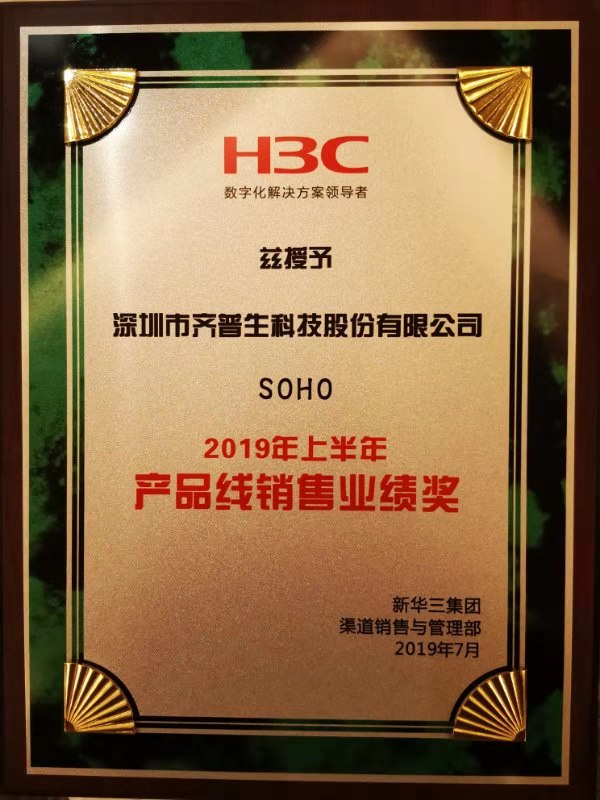 H3C
数字化解决方案领导者
兹授予
深圳市齐普生科技股份有限公司
SOHO
2019年上半年
产品线销售业绩奖
新华三集团
渠道销售与管理部
2019年7月